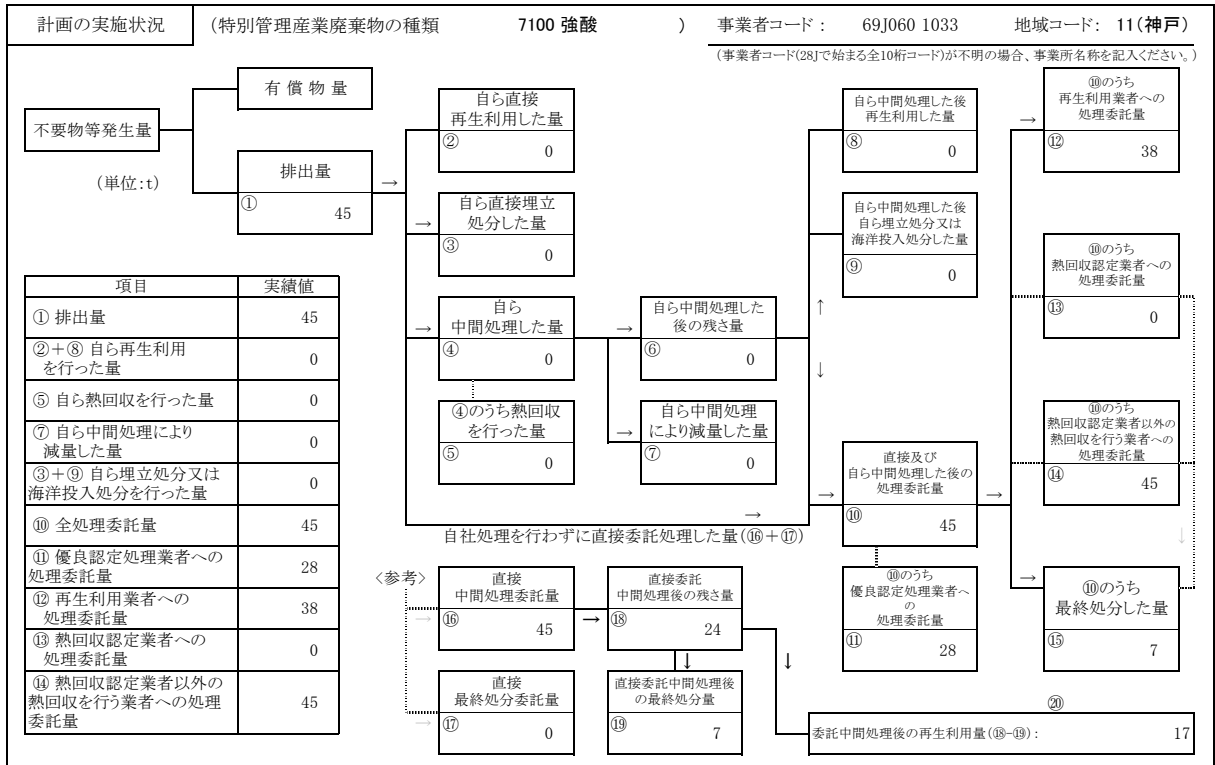 計画の実施状況 (特別管理産業廃棄物の種類 7100 強酸 ) 事業者コード: 69J060 1033 地域コード: 11(神戸)
(事業者コード(28Jで始まる全10桁コード)が不明の場合、事業所名称を記入ください。)
不要物等発生量
(単位:t)
有償物量
排出量
① 45
→
自ら直接
再生利用した量
② 0
→
自ら直接埋立
処分した量
③ 0
→
自ら
中間処理した量
④ 0
④のうち熱回収
を行った量
⑤ 0
→
自ら中間処理した
後の残さ量
⑥ 0
→
自ら中間処理
により減量した量
⑦ 0
自ら中間処理した後
再生利用した量
⑧ 0
自ら中間処理した後
自ら埋立処分又は
海洋投入処分した量
⑨ 0
↑
↓
→
自社処理を行わずに直接委託処理した量(⑯+⑰)
→
直接及び
自ら中間処理した後の
処理委託量
⑩ 45
→
⑩のうち
優良認定処理業者へ
の
処理委託量
⑪ 28
→
⑩のうち
再生利用業者への
処理委託量
⑫ 38
⑩のうち
熱回収認定業者への
処理委託量
⑬ 0
⑩のうち
熱回収認定業者以外の
熱回収を行う業者への
処理委託量
⑭ 45
↓
→
⑩のうち
最終処分した量
⑮ 7
項目 実績値
① 排出量 45
②+⑧ 自ら再生利用
を行った量 0
⑤ 自ら熱回収を行った量 0
⑦ 自ら中間処理により
減量した量 0
③+⑨ 自ら埋立処分又は
海洋投入処分を行った量 0
⑩ 全処理委託量 45
⑪ 優良認定処理業者への
処理委託量 28
⑫ 再生利用業者への
処理委託量 38
⑬ 熱回収認定業者への
処理委託量 0
⑭ 熱回収認定業者以外の
熱回収を行う業者への処理
委託量 45
<参考>
→
直接
中間処理委託量
⑯ 45
→
直接委託
中間処理後の残さ量
⑱ 24
↓
↓
→
直接
最終処分委託量
⑰ 0
直接委託中間処理後
の最終処分量
⑲ 7
⑳
委託中間処理後の再生利用量(⑱-⑲): 17